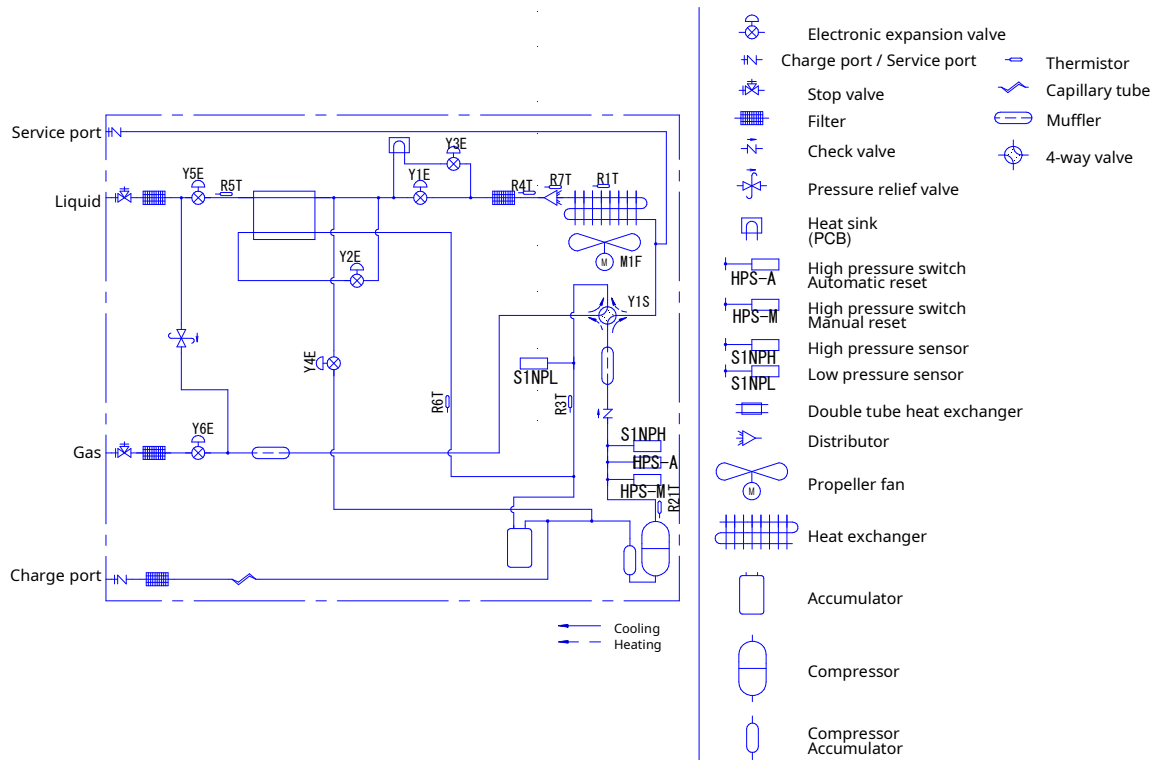 Service port
Liquid
Gas
Charge port
Y5E
R5T
Y3E
Y1E
R4T
R7T
R1T
Y2E
M
M1F
Y1S
Y4E
S1NPL
R6T
R3T
Y6E
S1NPH
HPS-A
HPS-M
R21T
Cooling
Heating
Electronic expansion valve
Charge port / Service port
Stop valve
Filter
Check valve
Pressure relief valve
Heat sink
(PCB)
HPS-A
High pressure switch
Automatic reset
HPS-M
High pressure switch
Manual reset
S1NPH
High pressure sensor
S1NPL
Low pressure sensor
Double tube heat exchanger
Distributor
M
Propeller fan
Heat exchanger
Accumulator
Compressor
Compressor
Accumulator
Thermistor
Capillary tube
Muffler
4-way valve